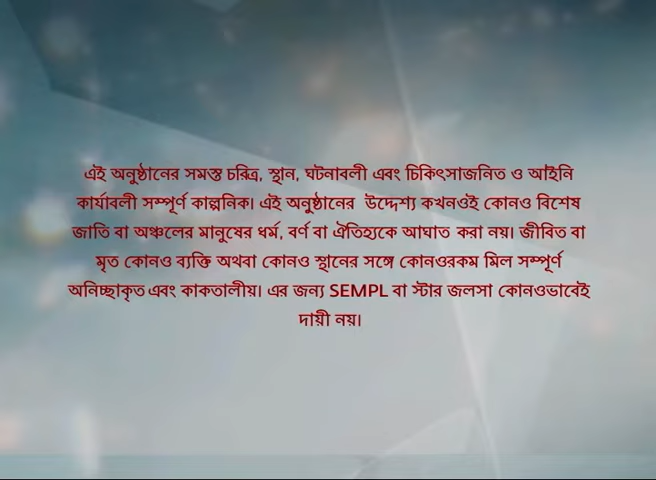 এই অনুষ্ঠানের সমস্ত চরিত্র, স্থান, ঘটনাবলী এবং চিকিৎসাজনিত ও আইনি
কার্যাবলী সম্পূর্ণ কাল্পনিক। এই অনুষ্ঠানের উদ্দেশ্য কখনওই কোনও বিশেষ
জাতি বা অঞ্চলের মানুষের ধর্ম, বর্ণ বা ঐতিহ্যকে আঘাত করা নয়। জীবিত বা
মৃত কোনও ব্যক্তি অথবা কোনও স্থানের সঙ্গে কোনওরকম মিল সম্পূর্ণ
অনিচ্ছাকৃত এবং কাকতালীয়। এর জন্য SEMPL বা স্টার জলসা কোনওভাবেই
দায়ী নয়।